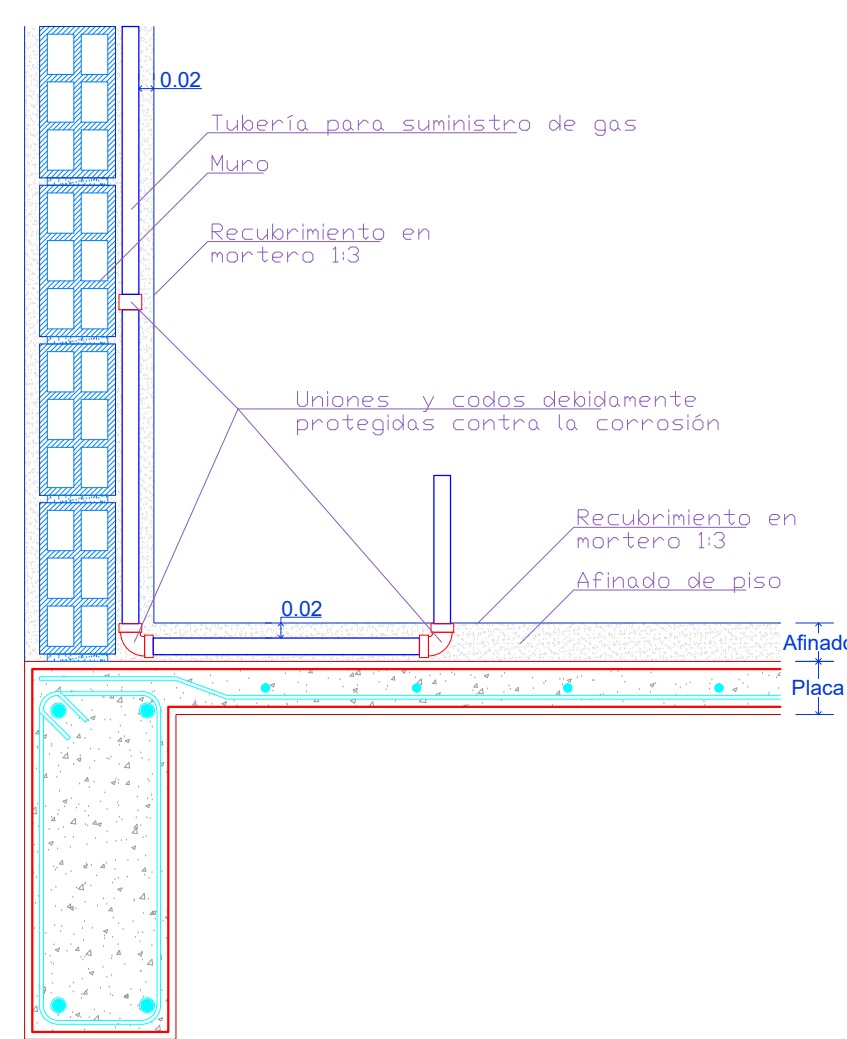 0.02
Tubería para suministro de gas
Muro
Recubrimiento en
mortero 1:3
Uniones y codos debidamente
protegidas contra la corrosión
Recubrimiento en
mortero 1:3
Afinado de piso
0.02
Afinado
Placa